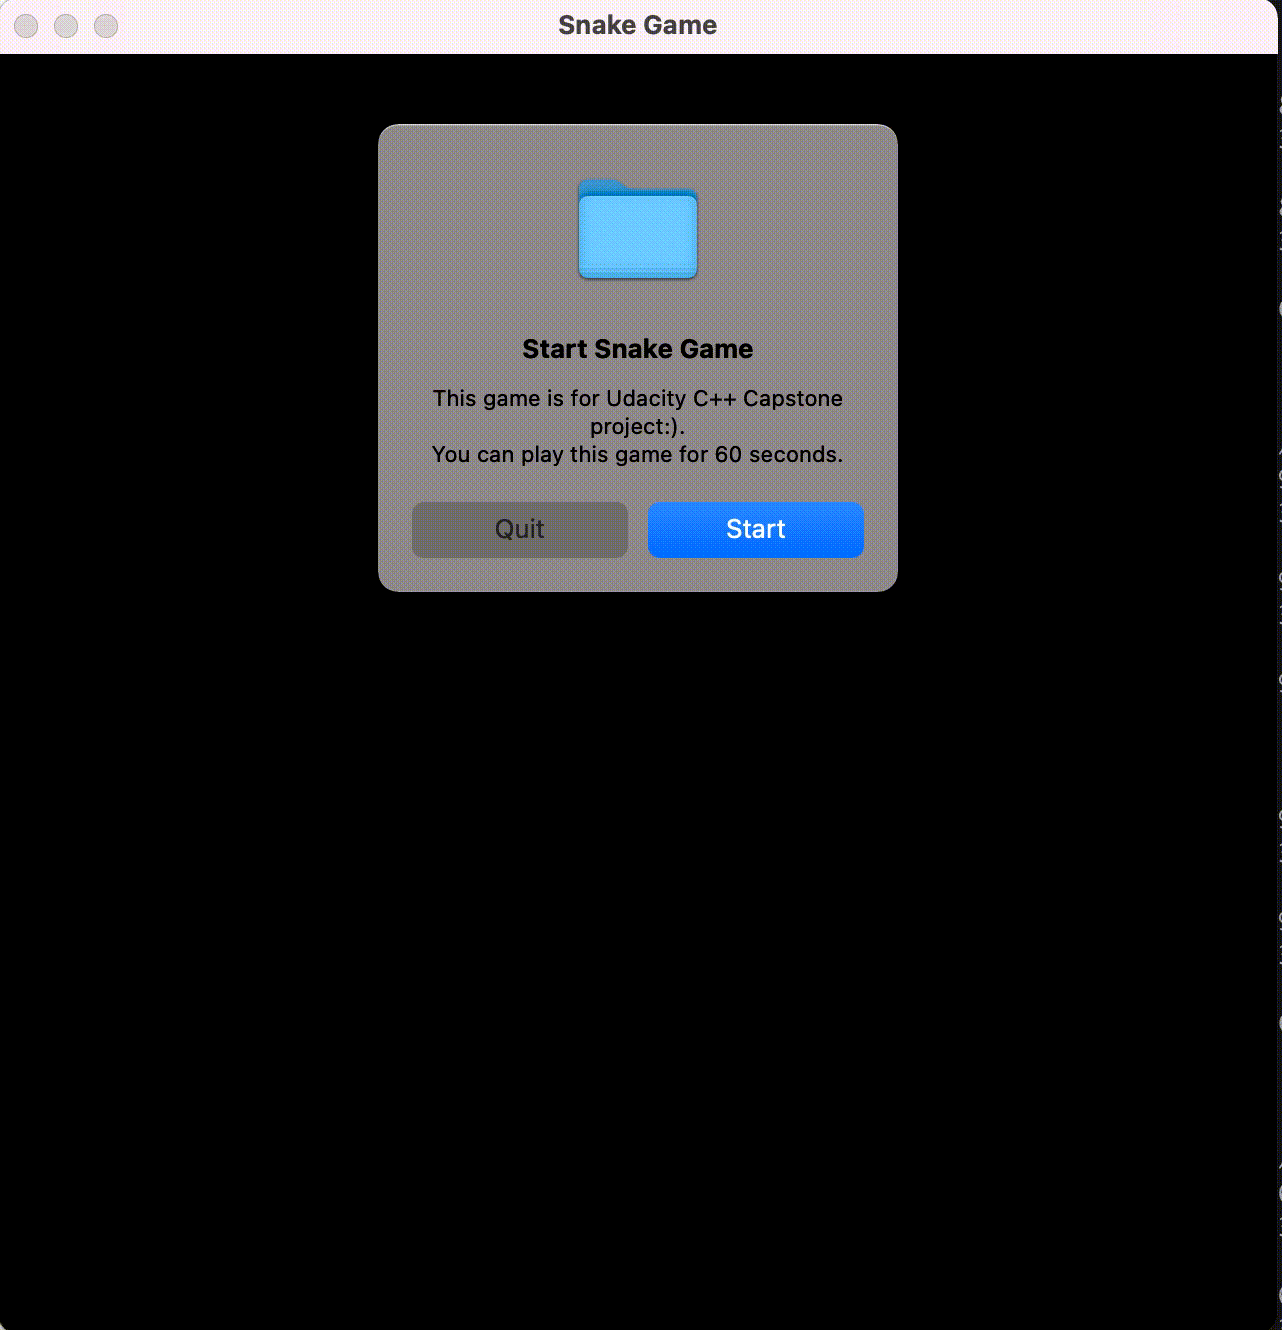 Snake Game
Start Snake Game
This game is for Udacity C++ Capstone
project:).
You can play this game for 60 seconds.
Quit
Start